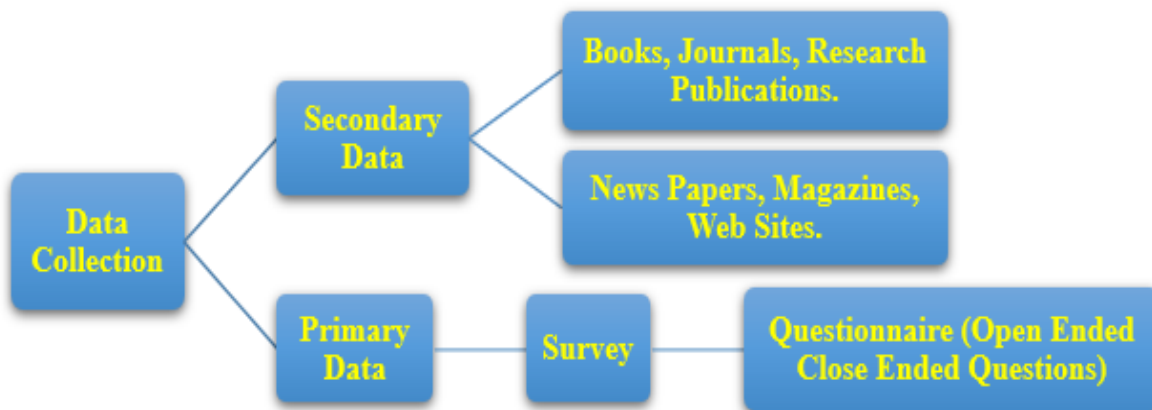 Books, Journals, Research
Publications.
Secondary
Data
News Papers, Magazines,
Web Sites.
Data
Collection
Primary
Data
Survey
Questionnaire (Open Ended
Close Ended Questions)